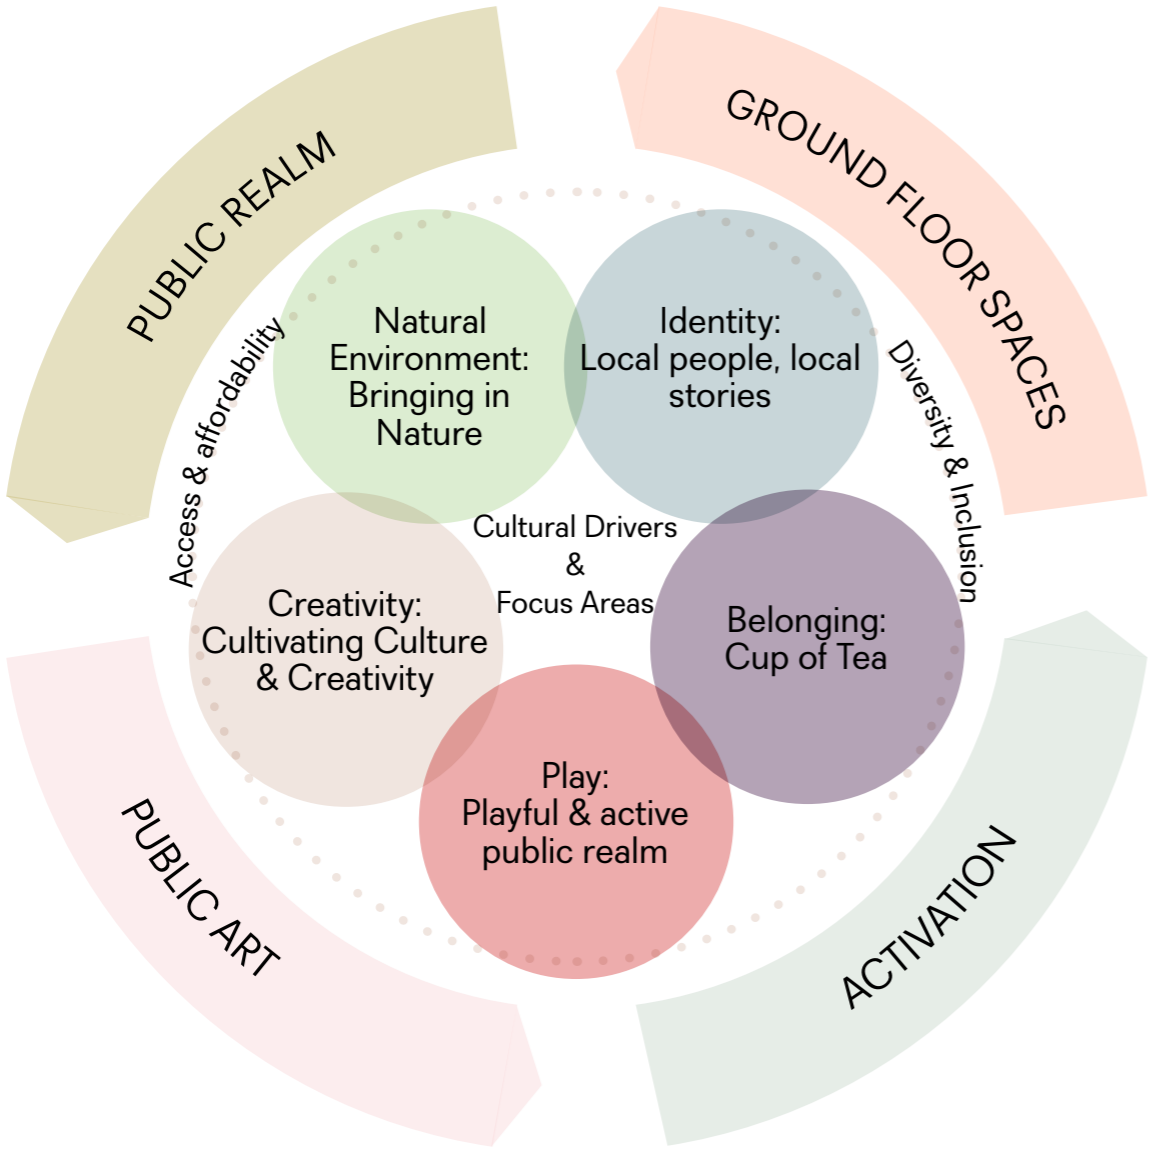 PUBLIC REALM
GROUND FLOOR SPACES
Access & affordability
Diversity & Inclusion
Natural
Environment:
Bringing in
Nature
Identity:
Local people, local
stories
Cultural Drivers
&
Focus Areas
Creativity:
Cultivating Culture
& Creativity
Belonging:
Cup of Tea
Play:
Playful & active
public realm
PUBLIC ART
ACTIVATION